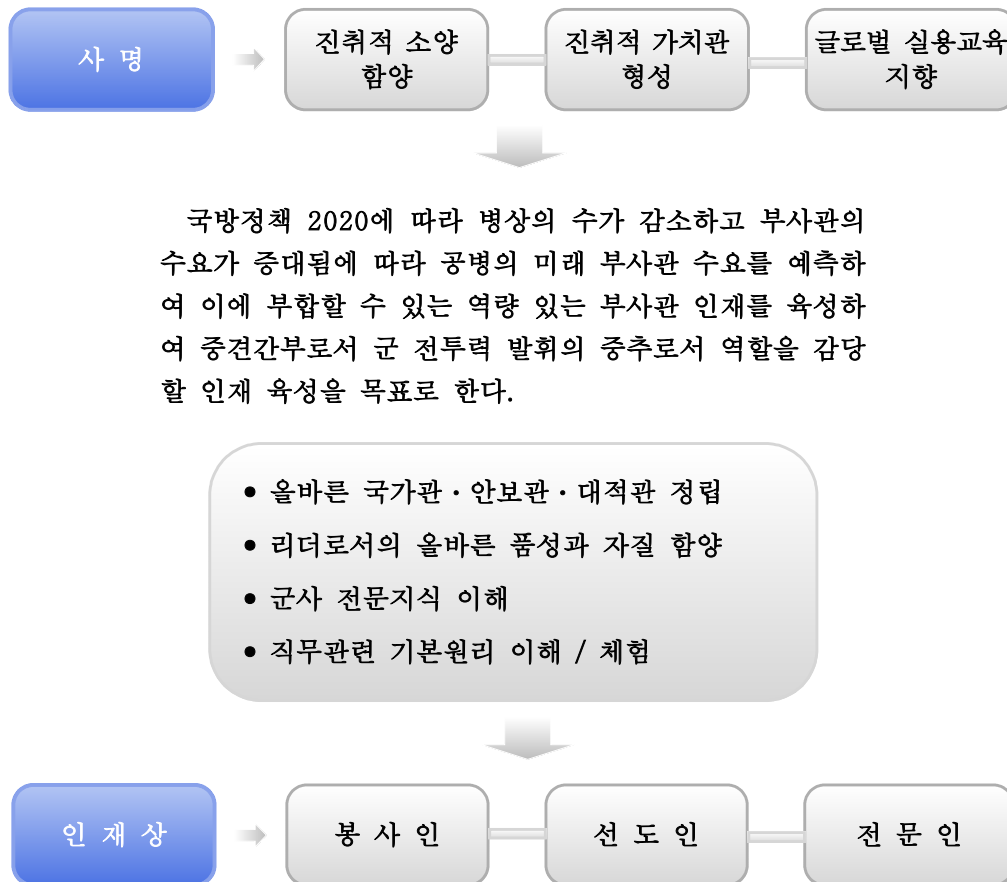 사 명
진취적 소양
함양
진취적 가치관
형성
글로벌 실용교육
지향
국방정책 2020에 따라 병상의 수가 감소하고 부사관의
수요가 증대됨에 따라 공병의 미래 부사관 수요를 예측하
여 이에 부합할 수 있는 역량 있는 부사관 인재를 육성하
여 중견간부로서 군 전투력 발휘의 중추로서 역할을 감당
할 인재 육성을 목표로 한다.
• 올바른 국가관·안보관·대적관 정립
• 리더로서의 올바른 품성과 자질 함양
• 군사 전문지식 이해
• 직무관련 기본원리 이해 / 체험
인 재 상
봉 사 인
선 도 인
전 문 인